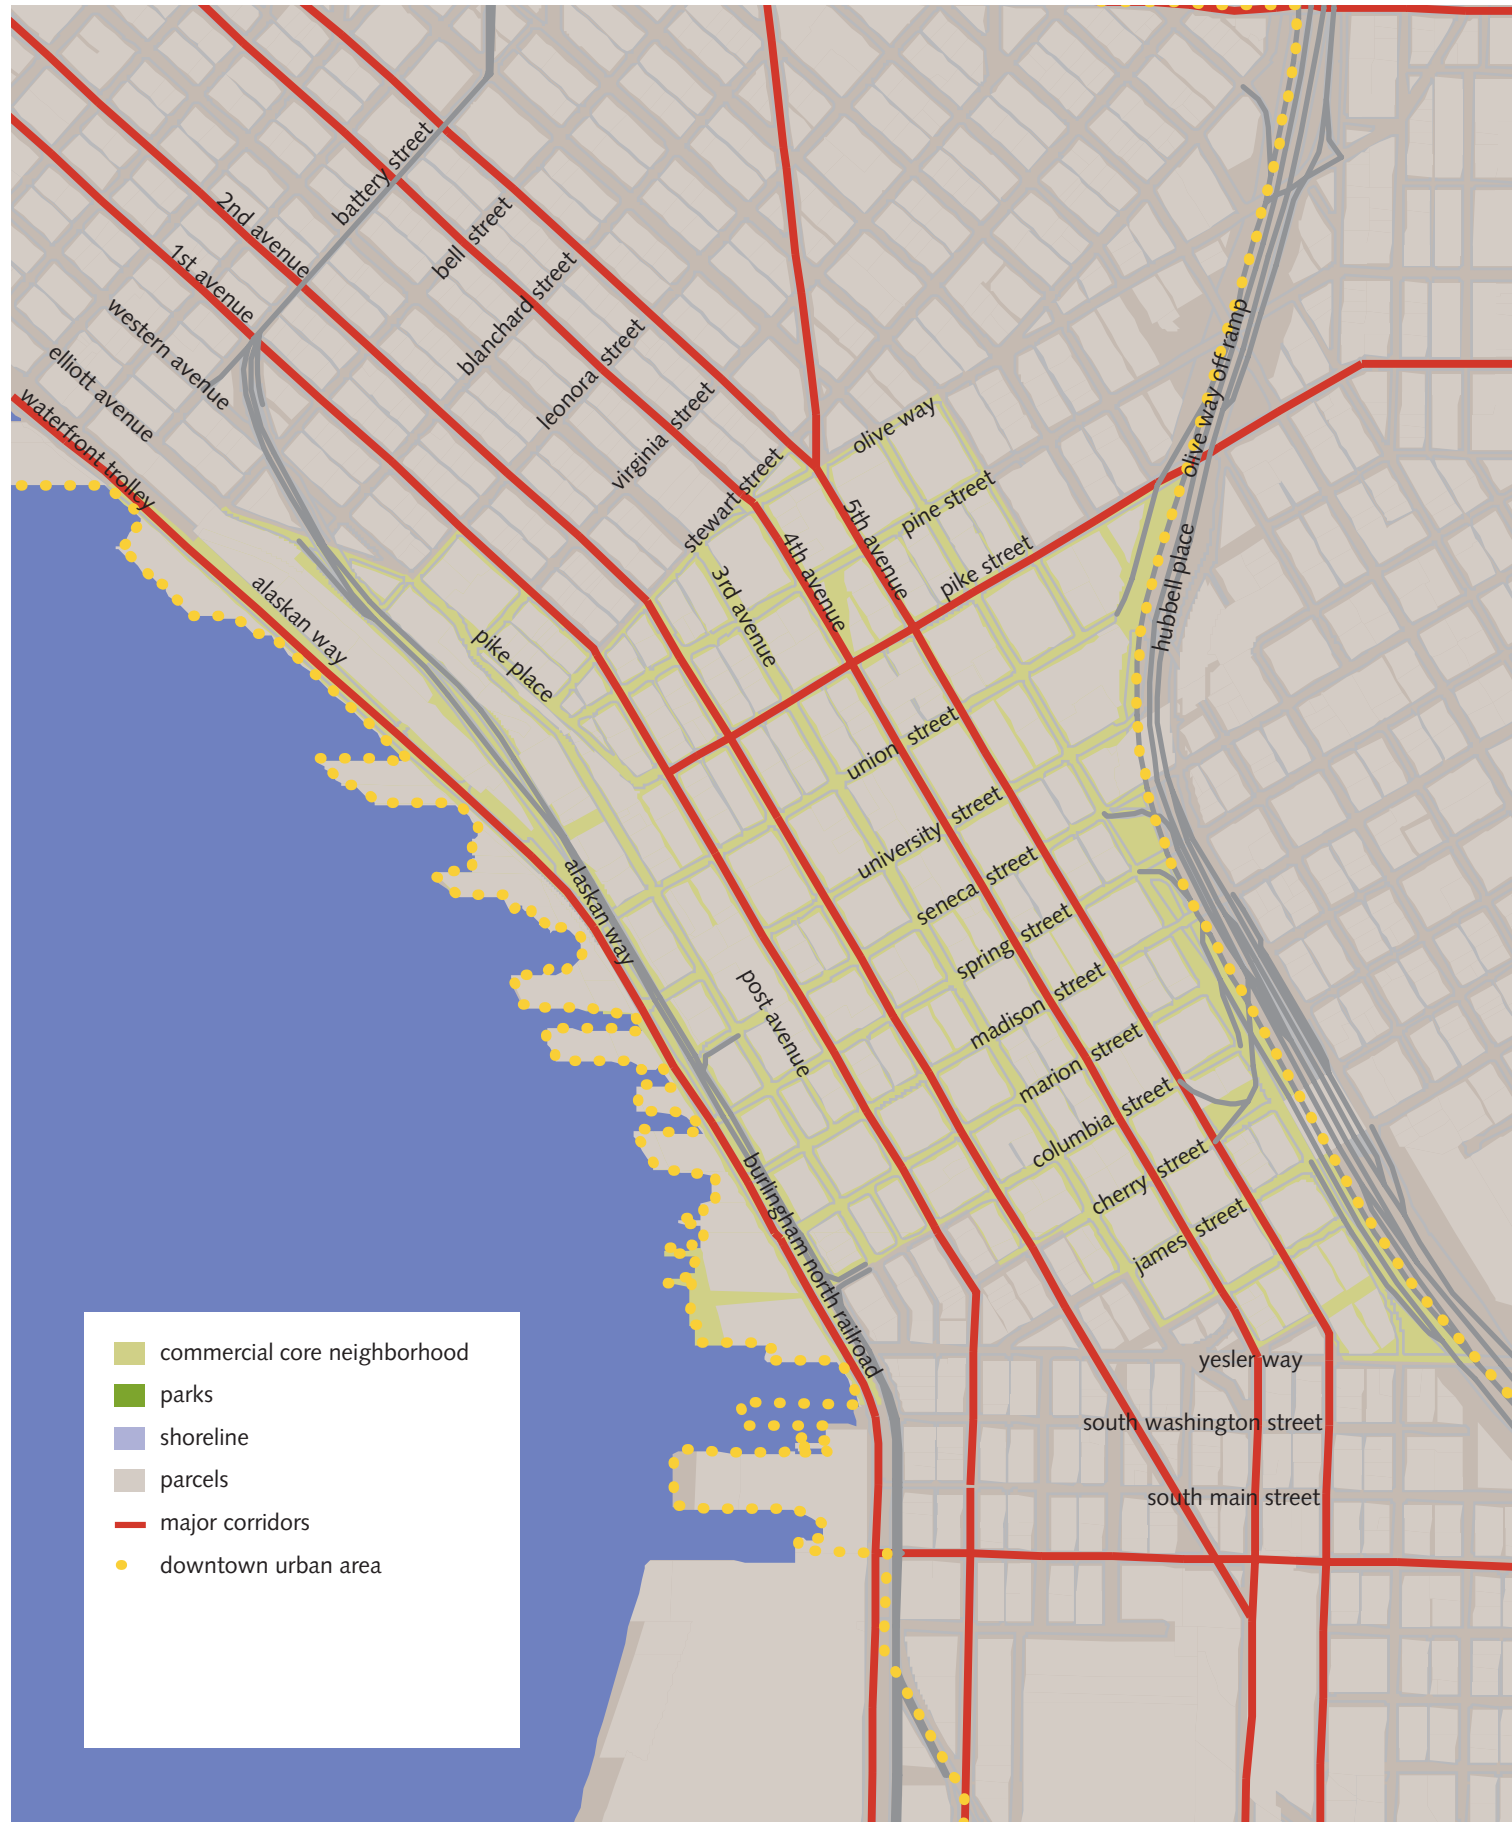 battery street
2nd avenue
bell street
1st avenue
blanchard street
western avenue
elliott avenue
leonora street
waterfront trolley
virginia street
olive way off ramp
olive way
stewart street
pine street
5th avenue
4th avenue
pike street
3rd avenue
hubbell place
alaskan way
pike place
union street
university street
seneca street
alaskan way
spring street
post avenue
madison street
marion street
columbia street
cherry street
burlingham north railroad
james street
yesler way
south washington street
south main street
commercial core neighborhood
parks
shoreline
parcels
major corridors
downtown urban area